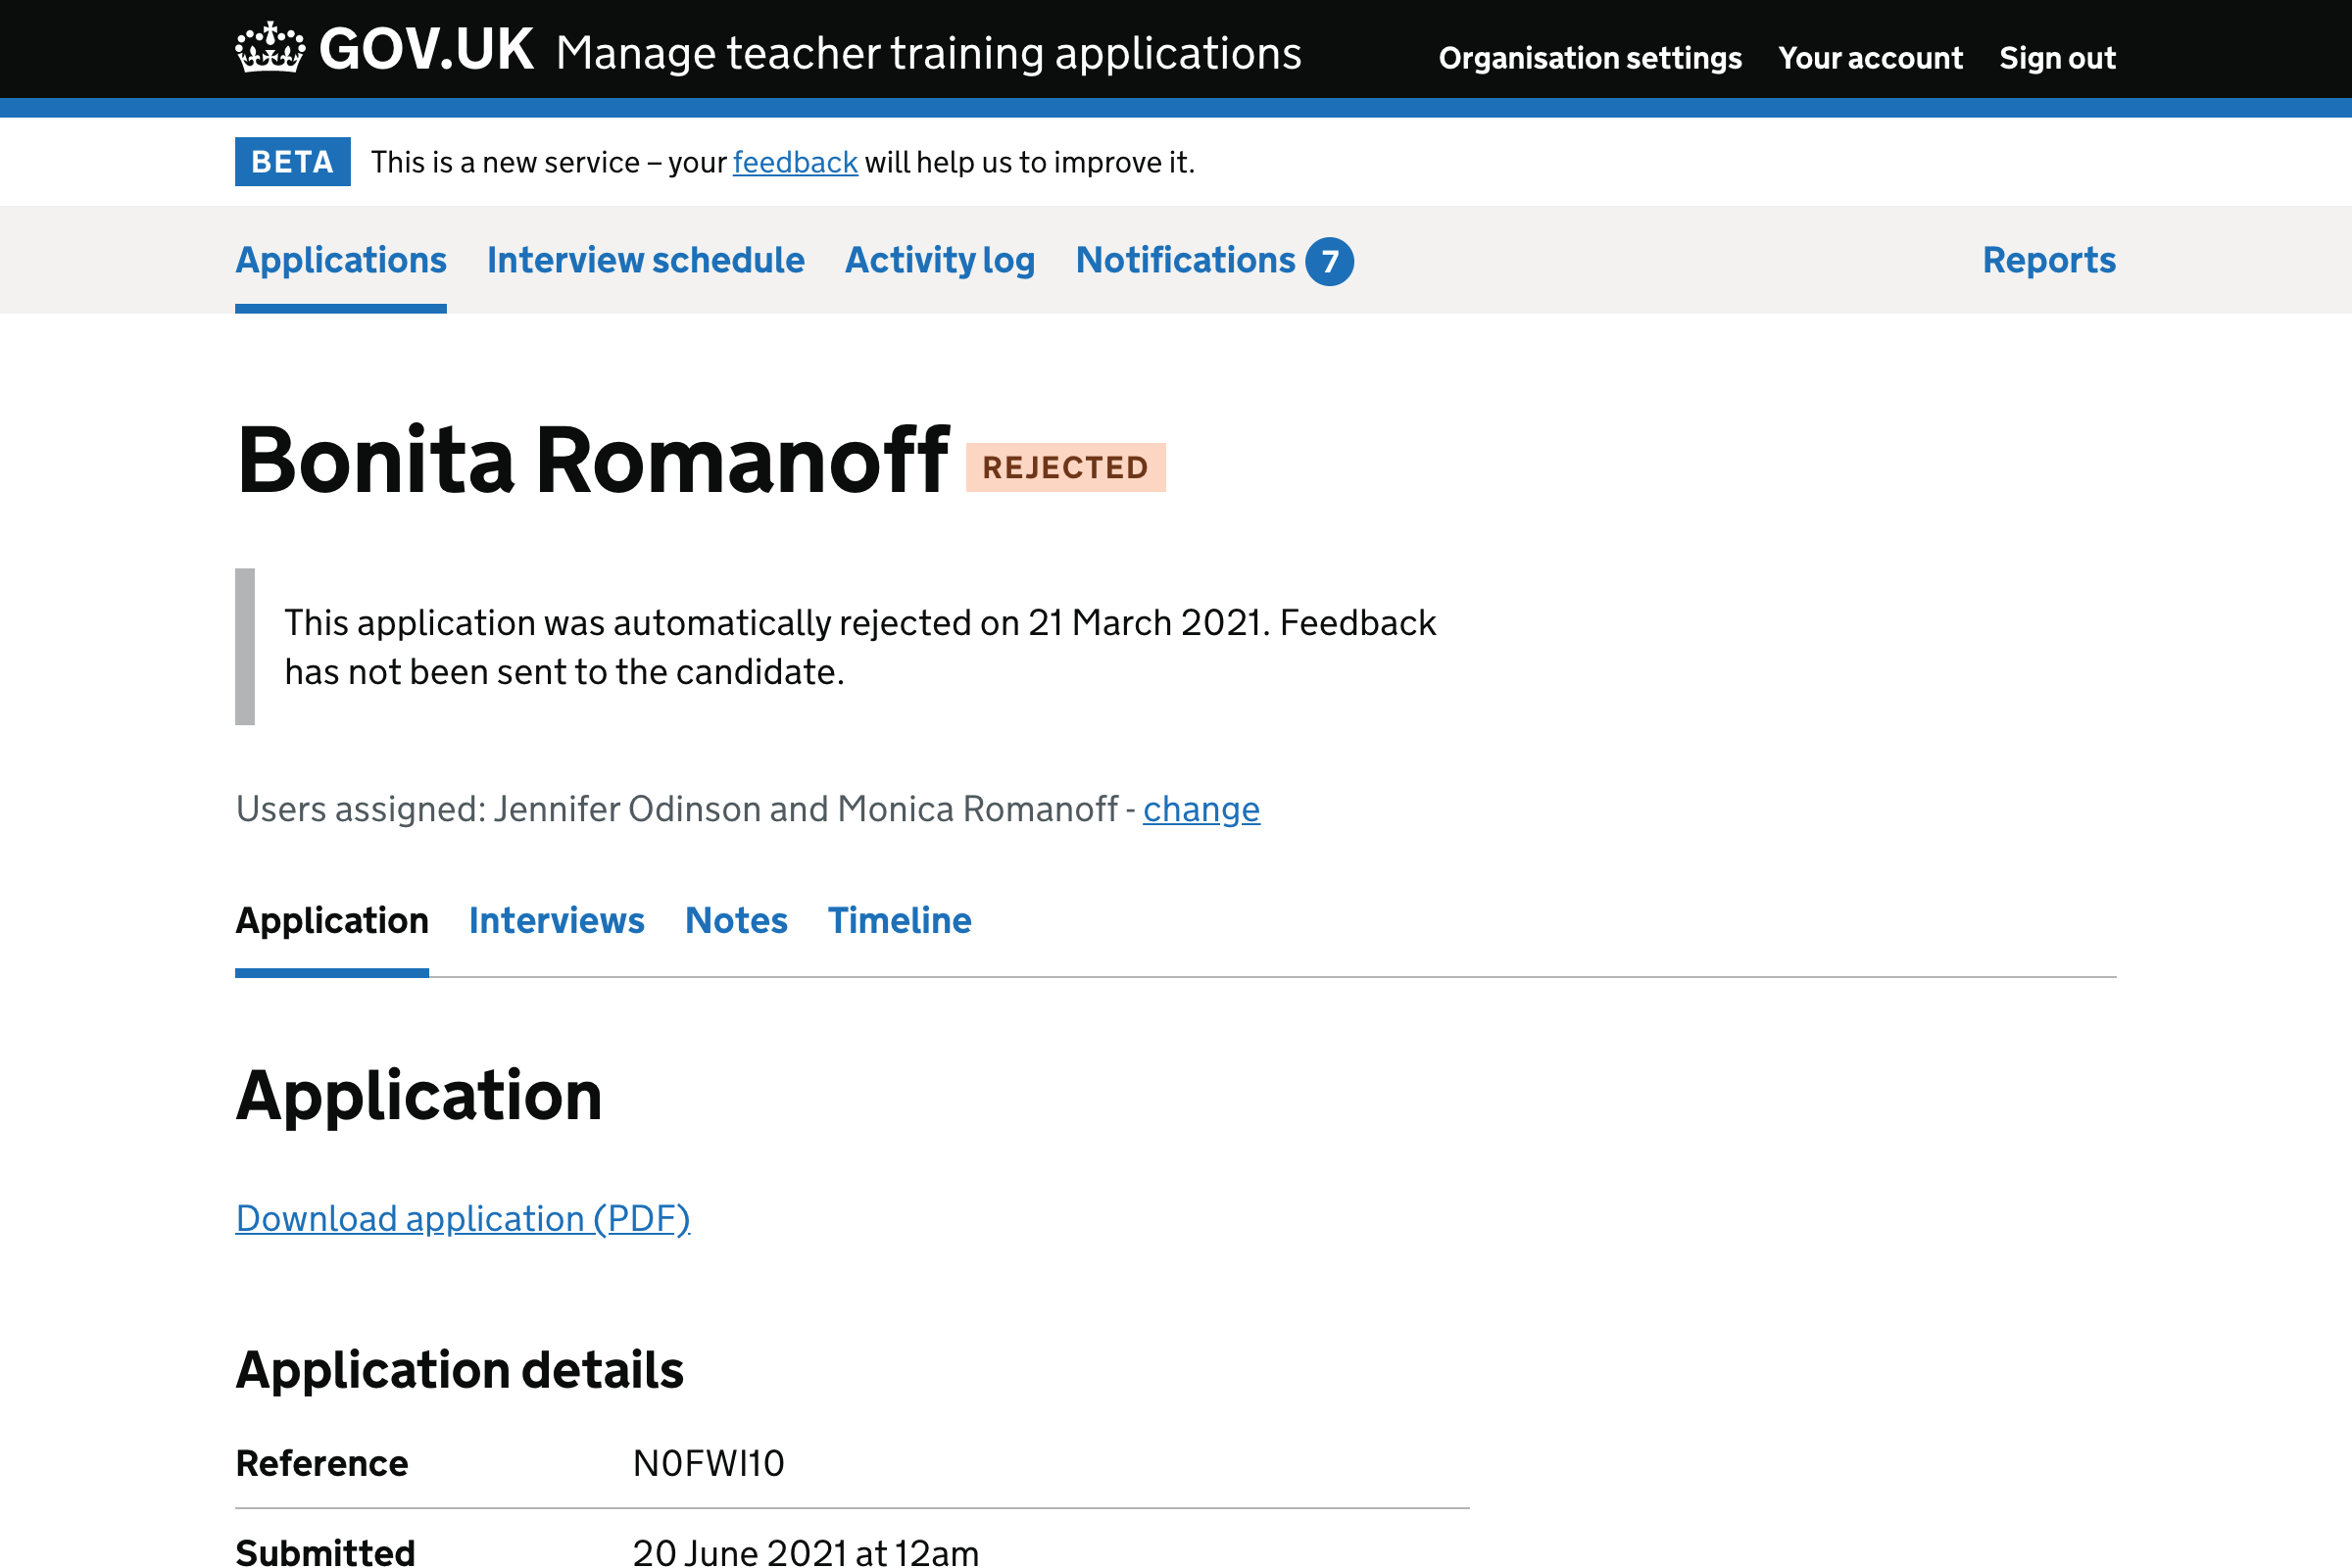 GOV.UK Manage teacher training applications Organisation settings Your account Sign out
BETA This is a new service – your feedback will help us to improve it.
Applications Interview schedule Activity log Notifications 7 Reports
Bonita Romanoff REJECTED
This application was automatically rejected on 21 March 2021. Feedback
has not been sent to the candidate.
Users assigned: Jennifer Odinson and Monica Romanoff - change
Application Interviews Notes Timeline
Application
Download application (PDF)
Application details
Reference N0FWI10
Submitted 20 June 2021 at 12am